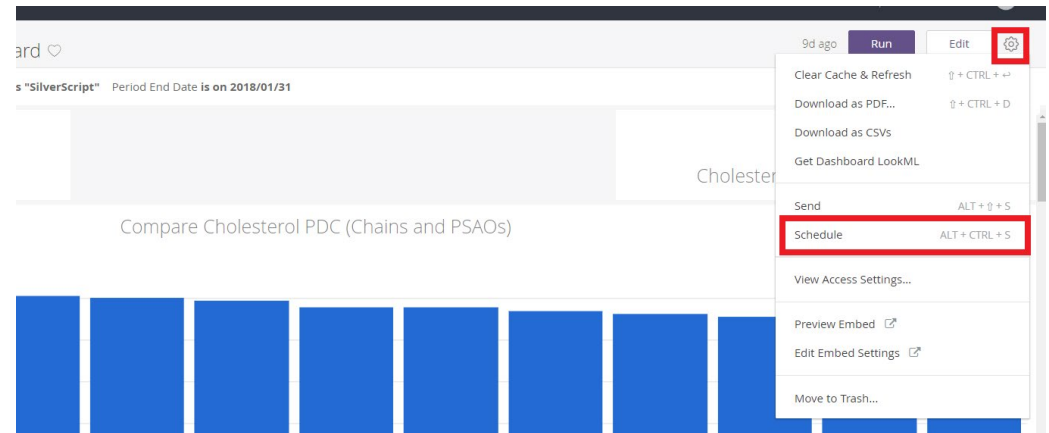 ard ♡
9d ago Run Edit
s "SilverScript" Period End Date is on 2018/01/31
Clear Cache & Refresh ⇧ + CTRL + ↩
Download as PDF... ⇧ + CTRL + D
Download as CSVs
Get Dashboard LookML
Send ALT + ⇧ + S
Schedule ALT + CTRL + S
View Access Settings...
Preview Embed
Edit Embed Settings
Move to Trash...
Cholester
Compare Cholesterol PDC (Chains and PSAOs)